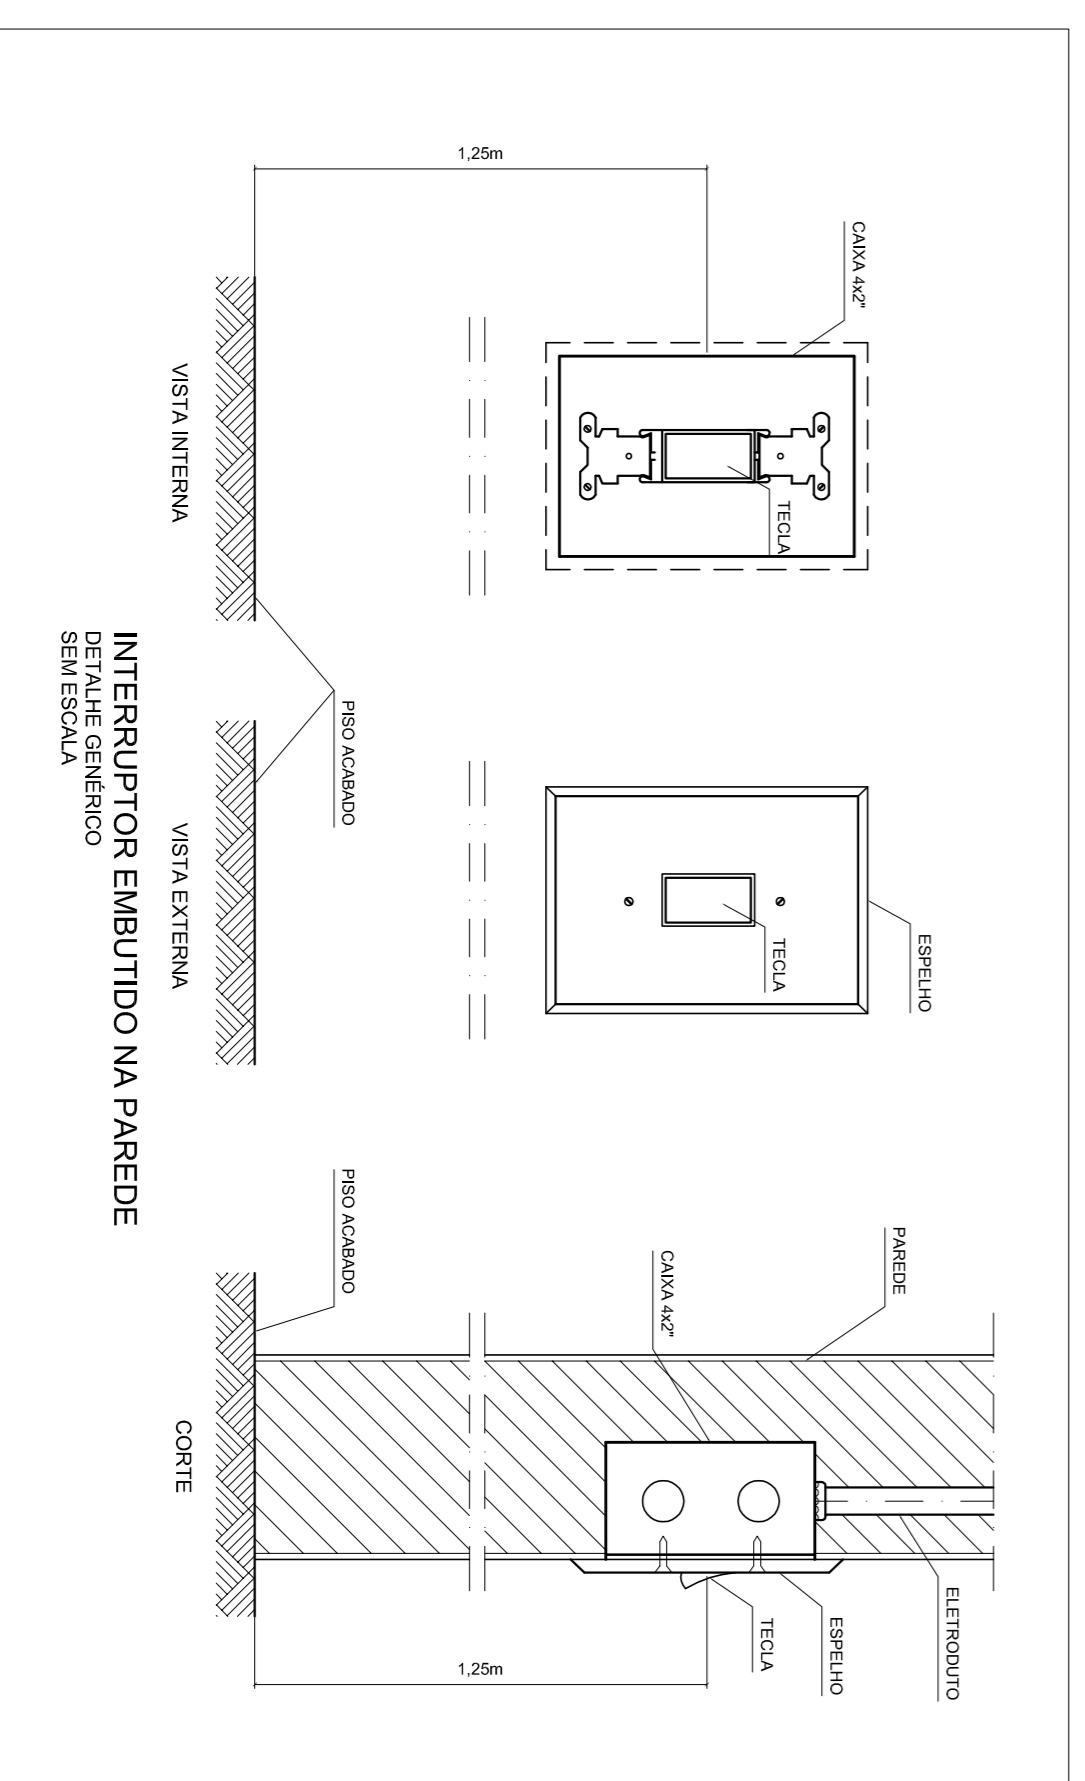 1,25m
CAIXA 4x2"
TECLA
PISO ACABADO
VISTA INTERNA
ESPELHO
TECLA
VISTA EXTERNA
PAREDE
CAIXA 4x2"
PISO ACABADO
ELETRODUTO
ESPELHO
TECLA
1,25m
CORTE
INTERRUPTOR EMBUTIDO NA PAREDE
DETALHE GENÉRICO
SEM ESCALA